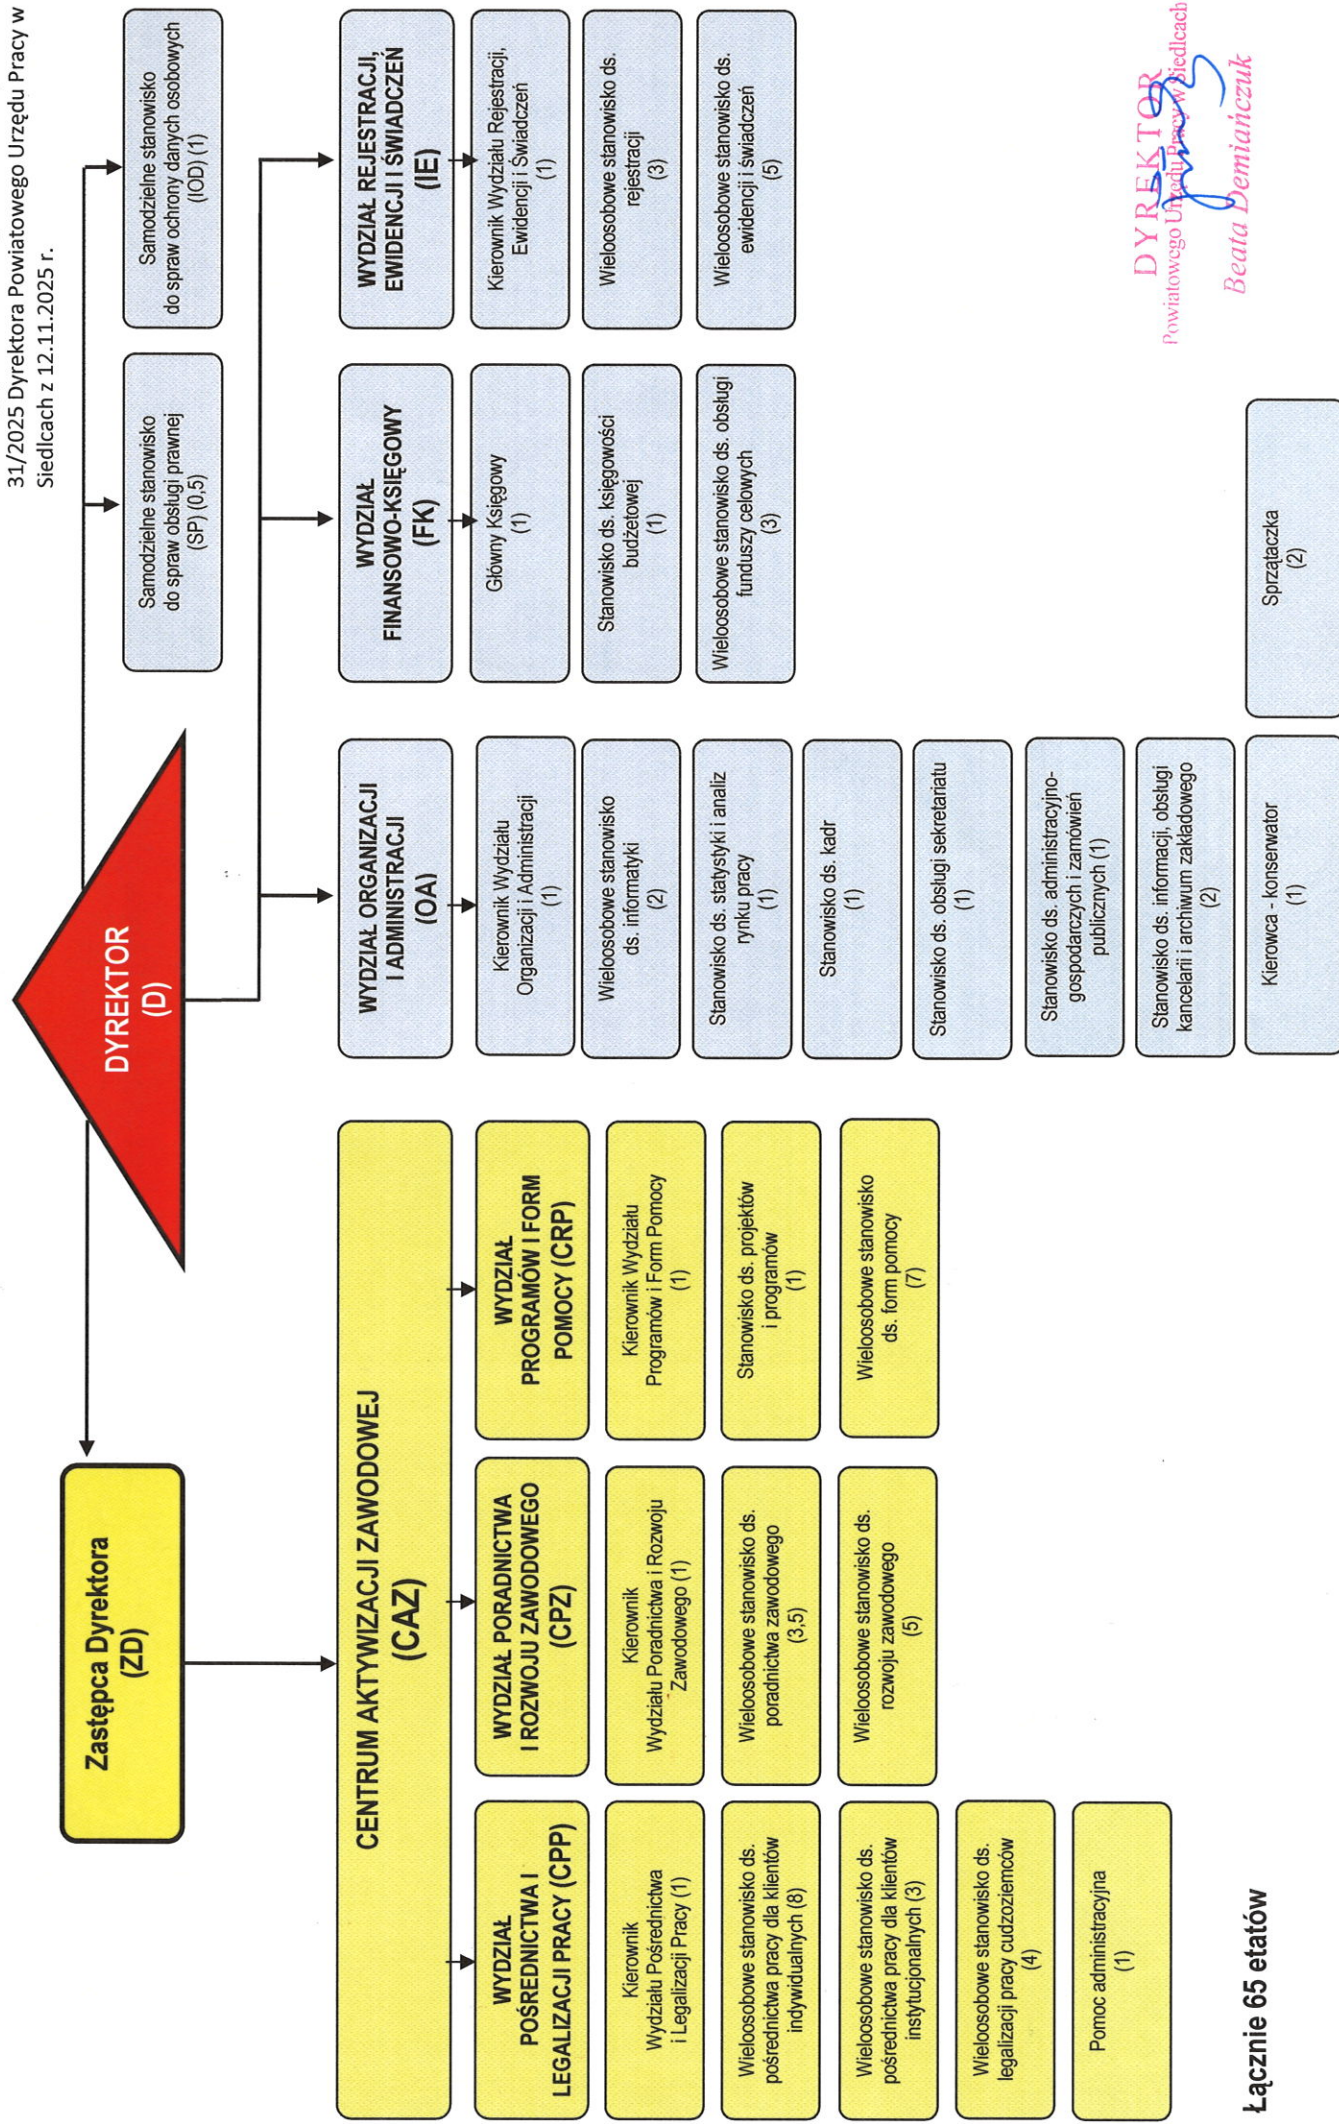 31/2025 Dyrektora Powiatowego Urzędu Pracy w
Siedlcach z 12.11.2025 r.
DYREKTOR
(D)
Zastępca Dyrektora
(ZD)
Samodzielne stanowisko
do spraw obsługi prawnej
(SP) (0,5)
Samodzielne stanowisko
do spraw ochrony danych osobowych
(IOD) (1)
CENTRUM AKTYWIZACJI ZAWODOWEJ
(CAZ)
WYDZIAŁ
POŚREDNICTWA I
LEGALIZACJI PRACY (CPP)
Kierownik
Wydziału Pośrednictwa
i Legalizacji Pracy (1)
Wieloosobowe stanowisko ds.
pośrednictwa pracy dla klientów
indywidualnych (8)
Wieloosobowe stanowisko ds.
pośrednictwa pracy dla klientów
instytucjonalnych (3)
Wieloosobowe stanowisko ds.
legalizacji pracy cudzoziemców
(4)
Pomoc administracyjna
(1)
WYDZIAŁ PORADNICTWA
I ROZWOJU ZAWODOWEGO
(CPZ)
Kierownik
Wydziału Poradnictwa i Rozwoju
Zawodowego (1)
Wieloosobowe stanowisko ds.
poradnictwa zawodowego
(3,5)
Wieloosobowe stanowisko ds.
rozwoju zawodowego
(5)
WYDZIAŁ
PROGRAMÓW I FORM
POMOCY (CRP)
Kierownik Wydziału
Programów i Form Pomocy
(1)
Stanowisko ds. projektów
i programów
(1)
Wieloosobowe stanowisko
ds. form pomocy
(7)
WYDZIAŁ ORGANIZACJI
I ADMINISTRACJI
(OA)
Kierownik Wydziału
Organizacji i Administracji
(1)
Wieloosobowe stanowisko
ds. informatyki
(2)
Stanowisko ds. statystyki i analiz
rynku pracy
(1)
Stanowisko ds. kadr
(1)
Stanowisko ds. obsługi sekretariatu
(1)
Stanowisko ds. administracyjno-
gospodarczych i zamówień
publicznych (1)
Stanowisko ds. informacji, obsługi
kancelarii i archiwum zakładowego
(2)
Kierowca - konserwator
(1)
Sprzątaczka
(2)
WYDZIAŁ
FINANSOWO-KSIĘGOWY
(FK)
Główny Księgowy
(1)
Stanowisko ds. księgowości
budżetowej
(1)
Wieloosobowe stanowisko ds. obsługi
funduszy celowych
(3)
WYDZIAŁ REJESTRACJI,
EWIDENCJI I ŚWIADCZEŃ
(IE)
Kierownik Wydziału Rejestracji,
Ewidencji i Świadczeń
(1)
Wieloosobowe stanowisko ds.
rejestracji
(3)
Wieloosobowe stanowisko ds.
ewidencji i świadczeń
(5)
Łącznie 65 etatów
DYREKTOR
Powiatowego Urzędu Pracy w Siedlcach
Beata Demiańczuk